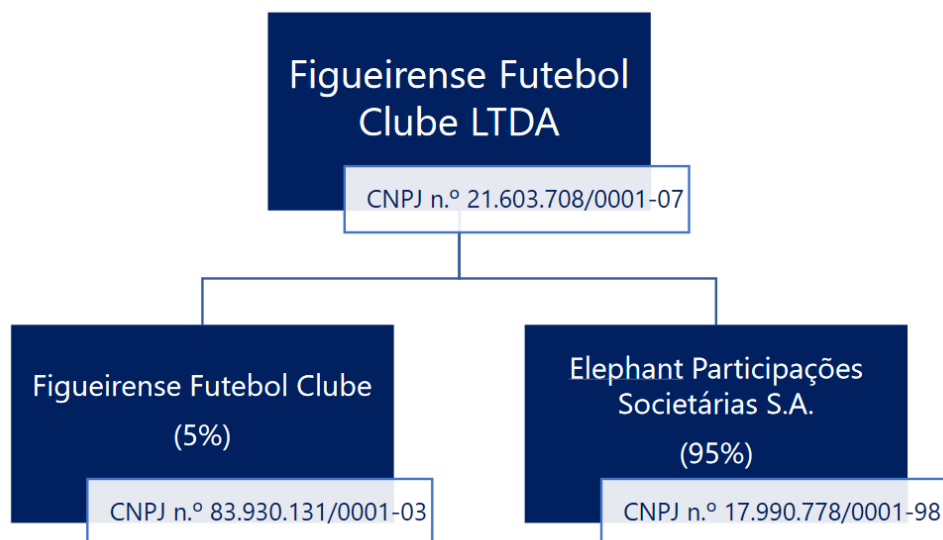 Figueirense Futebol
Clube LTDA
CNPJ n.º 21.603.708/0001-07
Figueirense Futebol Clube
(5%)
CNPJ n.º 83.930.131/0001-03
Elephant Participações
Societárias S.A.
(95%)
CNPJ n.º 17.990.778/0001-98